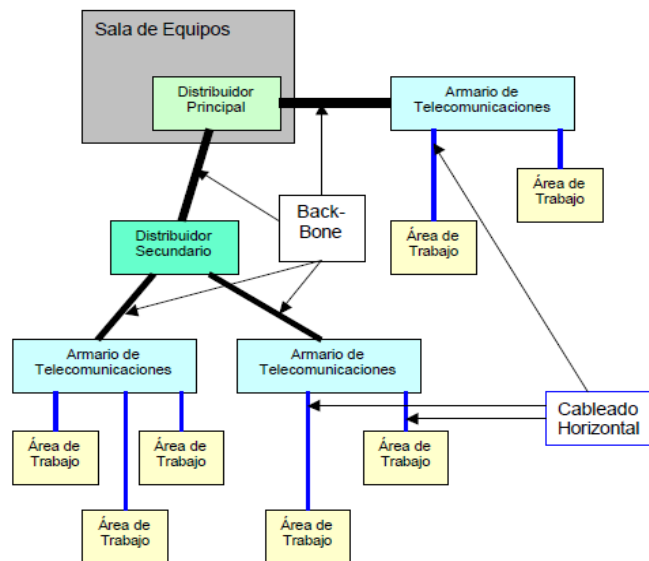 Sala de Equipos
Distribuidor
Principal
Armario de
Telecomunicaciones
Área de
Trabajo
Área de
Trabajo
Back-
Bone
Distribuidor
Secundario
Armario de
Telecomunicaciones
Armario de
Telecomunicaciones
Cableado
Horizontal
Área de
Trabajo
Área de
Trabajo
Área de
Trabajo
Área de
Trabajo
Área de
Trabajo